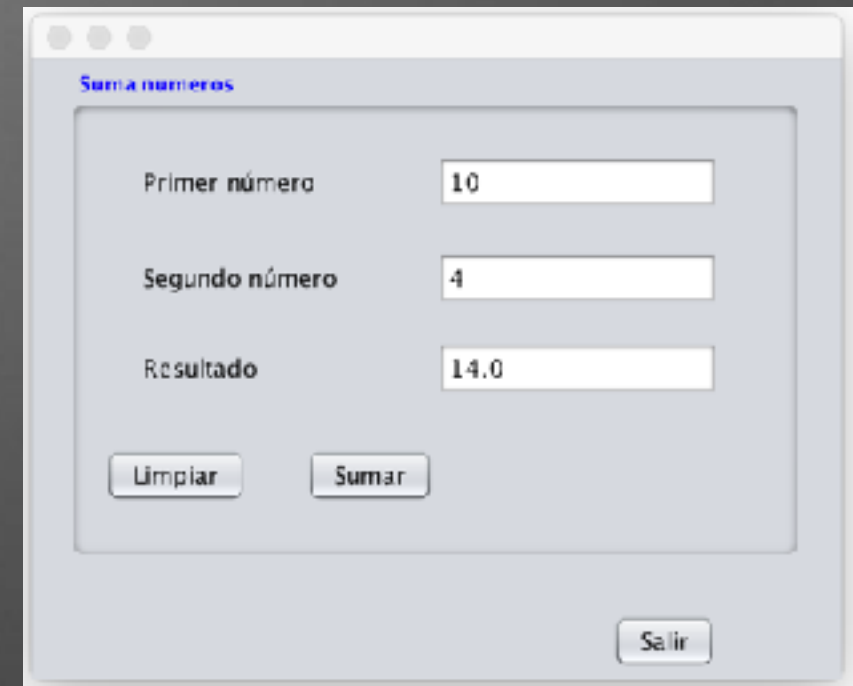 Suma numeros
Primer número 10
Segundo número 4
Resultado 14.0
Limpiar Sumar
Salir